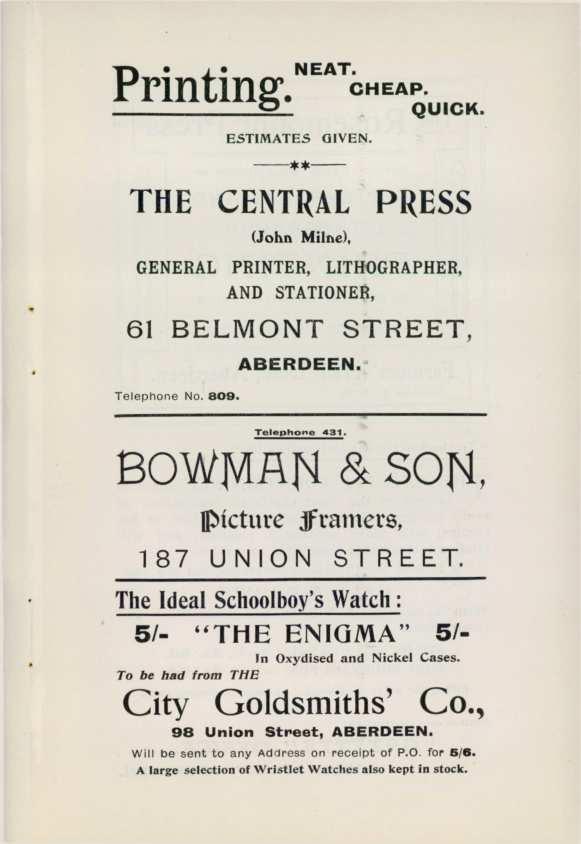 Printing. NEAT.
CHEAP.
QUICK.
ESTIMATES GIVEN.
THE CENTRAL PRESS
(John Milne),
GENERAL PRINTER, LITHOGRAPHER,
AND STATIONER,
61 BELMONT STREET,
ABERDEEN.
Telephone No. 809.
Telephone 431.
BOWMAN & SON,
Picture Framers,
187 UNION STREET.
The Ideal Schoolboy's Watch:
5/- "THE ENIGMA" 5/-
In Oxydised and Nickel Cases.
To be had from THE
City Goldsmiths' Co.,
98 Union Street, ABERDEEN.
Will be sent to any Address on receipt of P.O. for 5/6.
A large selection of Wristlet Watches also kept in stock.